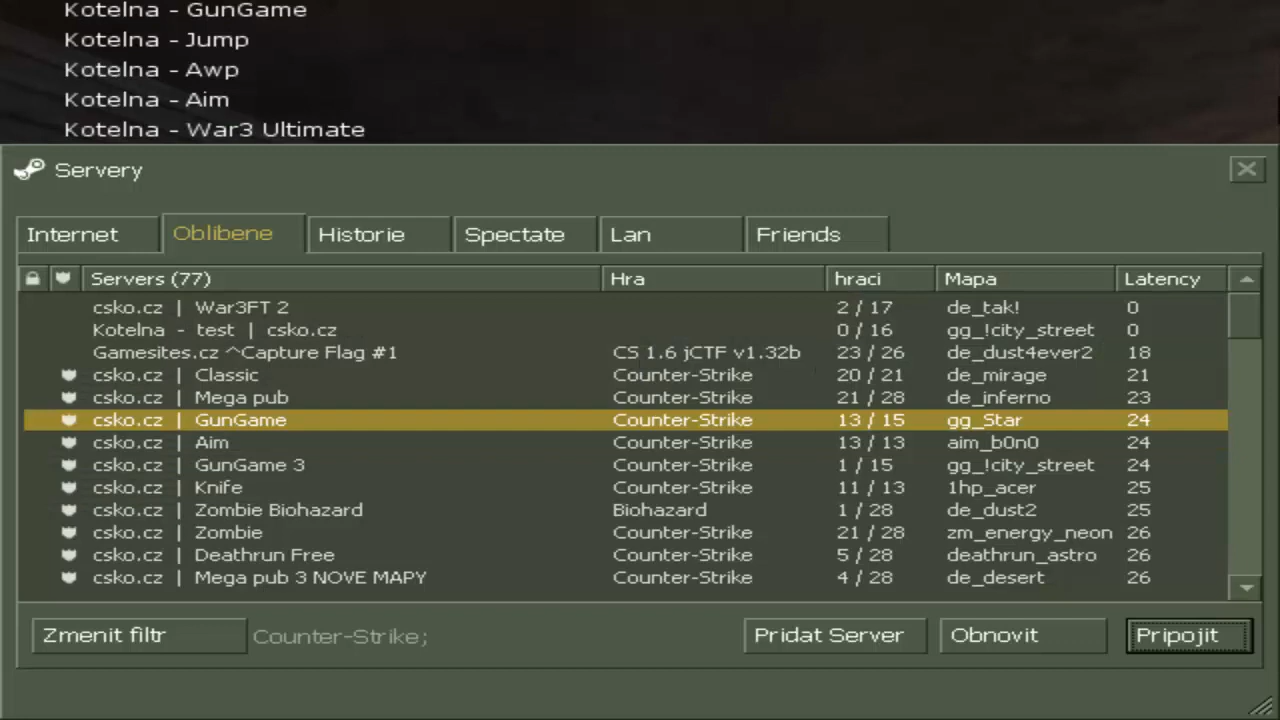 Kotelna - GunGame
Kotelna - Jump
Kotelna - Awp
Kotelna - Aim
Kotelna - War3 Ultimate
Servery
Internet Oblibene Historie Spectate Lan Friends
Servers (77) Hra hraci Mapa Latency
csko.cz | War3FT 2 2 / 17 de_tak! 0
Kotelna - test | csko.cz 0 / 16 gg_!city_street 0
Gamesites.cz ^Capture Flag #1 CS 1.6 jCTF v1.32b 23 / 26 de_dust4ever2 18
csko.cz | Classic Counter-Strike 20 / 21 de_mirage 21
csko.cz | Mega pub Counter-Strike 21 / 28 de_inferno 23
csko.cz | GunGame Counter-Strike 13 / 15 gg_Star 24
csko.cz | Aim Counter-Strike 13 / 13 aim_b0n0 24
csko.cz | GunGame 3 Counter-Strike 1 / 15 gg_!city_street 24
csko.cz | Knife Counter-Strike 11 / 13 1hp_acer 25
csko.cz | Zombie Biohazard Biohazard 1 / 28 de_dust2 25
csko.cz | Zombie Counter-Strike 21 / 28 zm_energy_neon 26
csko.cz | Deathrun Free Counter-Strike 5 / 28 deathrun_astro 26
csko.cz | Mega pub 3 NOVE MAPY Counter-Strike 4 / 28 de_desert 26
Zmenit filtr Counter-Strike; Pridat Server Obnovit Pripojit